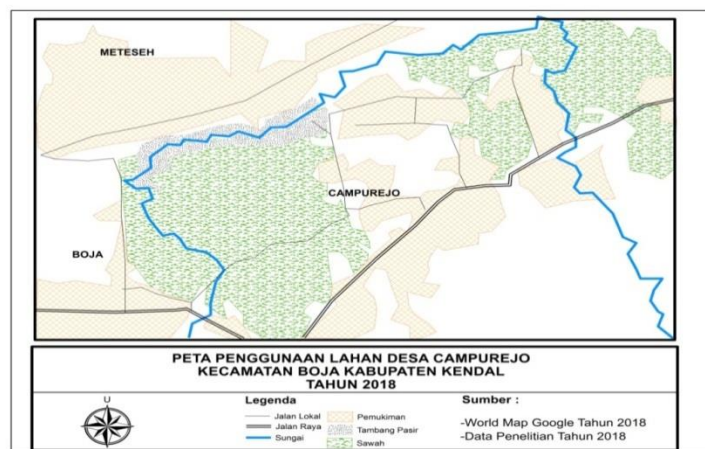 METESEH
CAMPUREJO
BOJA
PETA PENGGUNAAN LAHAN DESA CAMPUREJO
KECAMATAN BOJA KABUPATEN KENDAL
TAHUN 2018
U
Legenda
Jalan Lokal
Jalan Raya
Sungai
Pemukiman
Tambang Pasir
Sawah
Sumber :
-World Map Google Tahun 2018
-Data Penelitian Tahun 2018